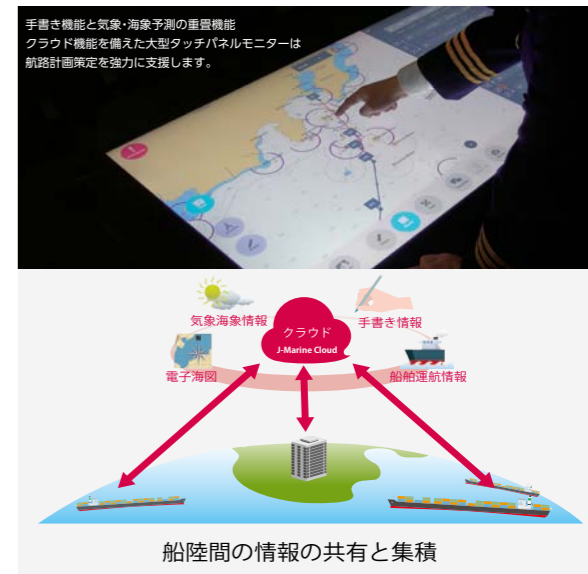 手書き機能と気象・海象予測の重畳機能
クラウド機能を備えた大型タッチパネルモニターは
航路計画策定を強力に支援します。
気象海象情報
手書き情報
クラウド
J-Marine Cloud
電子海図
船舶運航情報
船陸間の情報の共有と集積